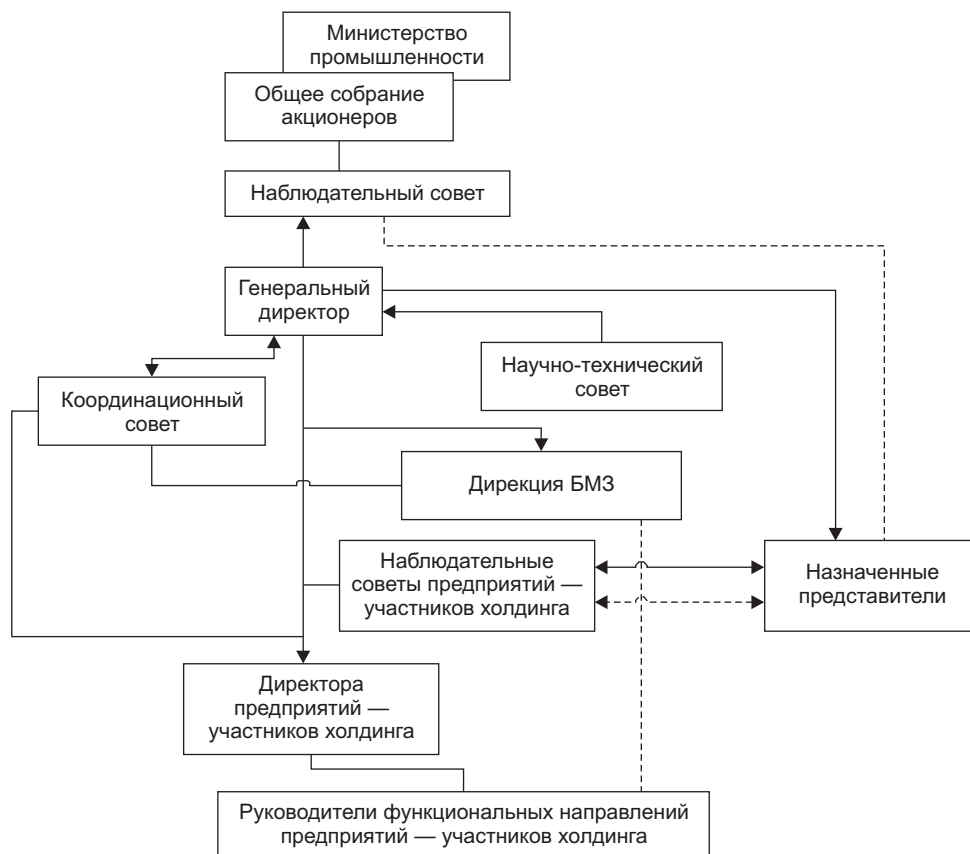 Министерство
промышленности
Общее собрание
акционеров
Наблюдательный совет
Генеральный
директор
Научно-технический
совет
Координационный
совет
Дирекция БМЗ
Наблюдательные
советы предприятий —
участников холдинга
Назначенные
представители
Директора
предприятий —
участников холдинга
Руководители функциональных направлений
предприятий — участников холдинга